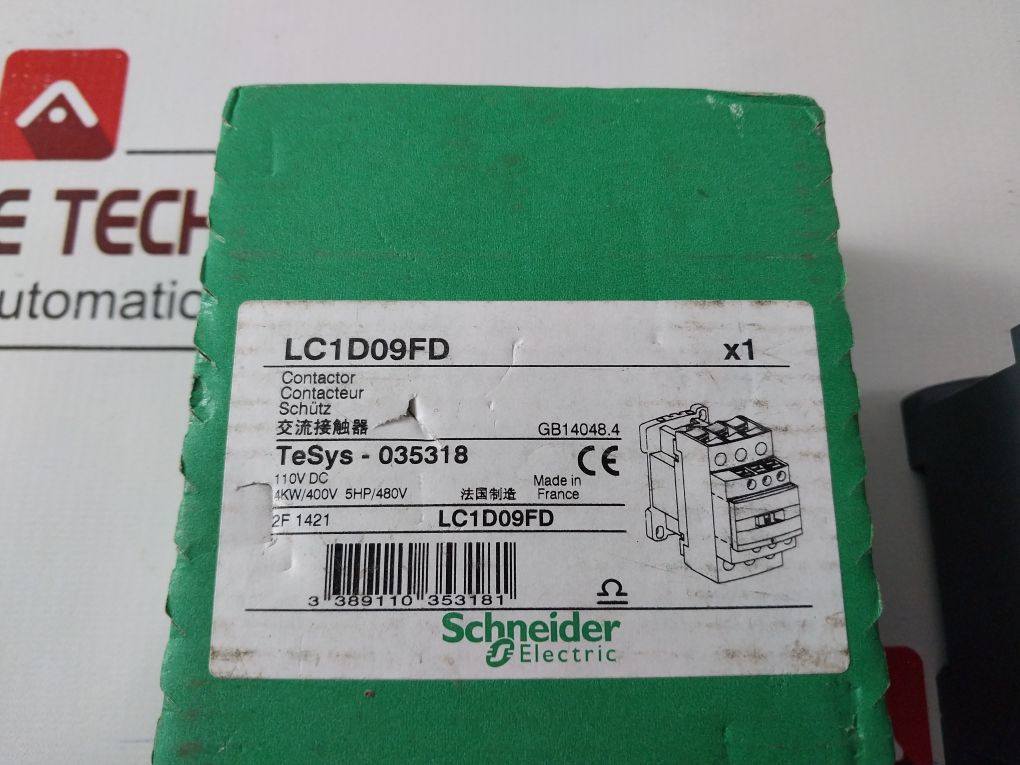 E TECH
utomatio
LC1D09FD x1
Contactor
Contacteur
Schütz
交流接触器 GB14048.4
TeSys - 035318 CE
110V DC
4KW/400V 5HP/480V 法国制造 Made in France
2F 1421 LC1D09FD
3 389110 353181
Schneider
Electric